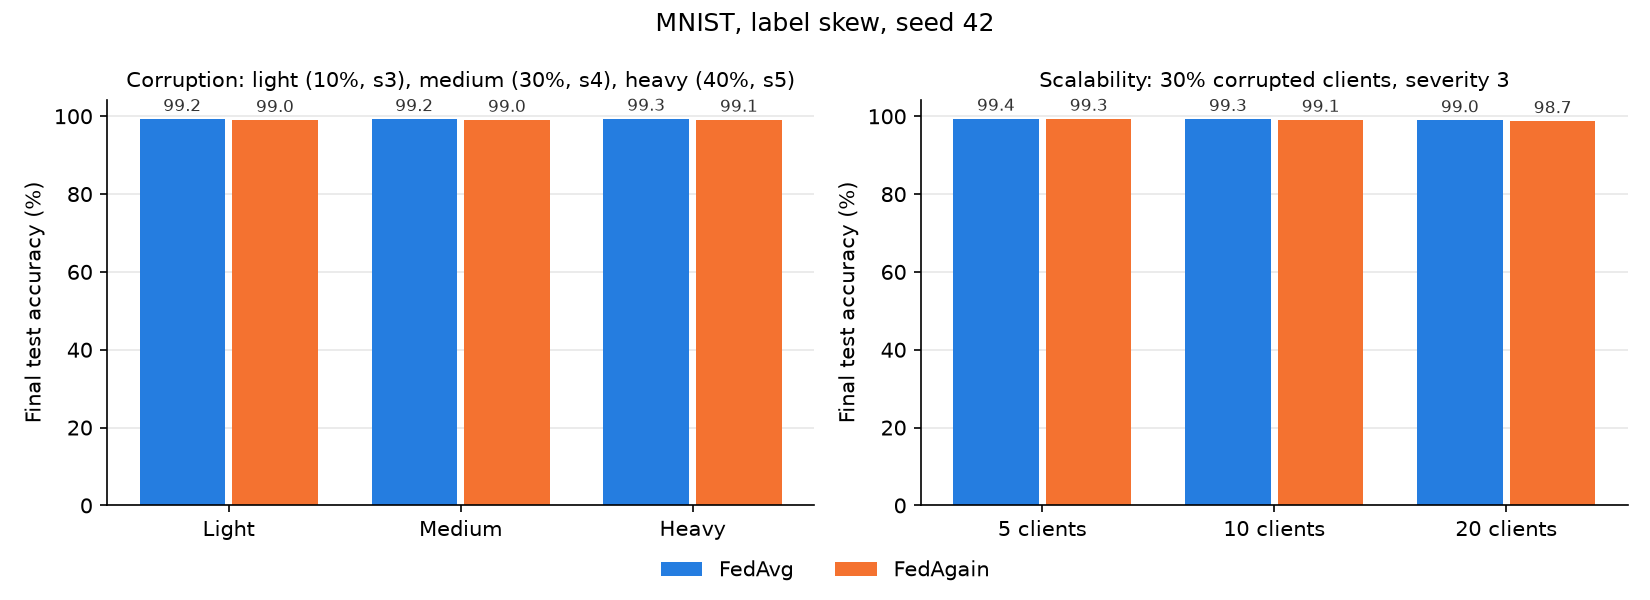 MNIST, label skew, seed 42
Corruption: light (10%, s3), medium (30%, s4), heavy (40%, s5)
99.2 99.0 99.2 99.0 99.3 99.1
Final test accuracy (%)
100
80
60
40
20
0
Light Medium Heavy
Scalability: 30% corrupted clients, severity 3
99.4 99.3 99.3 99.1 99.0 98.7
Final test accuracy (%)
100
80
60
40
20
0
5 clients 10 clients 20 clients
FedAvg FedAgain